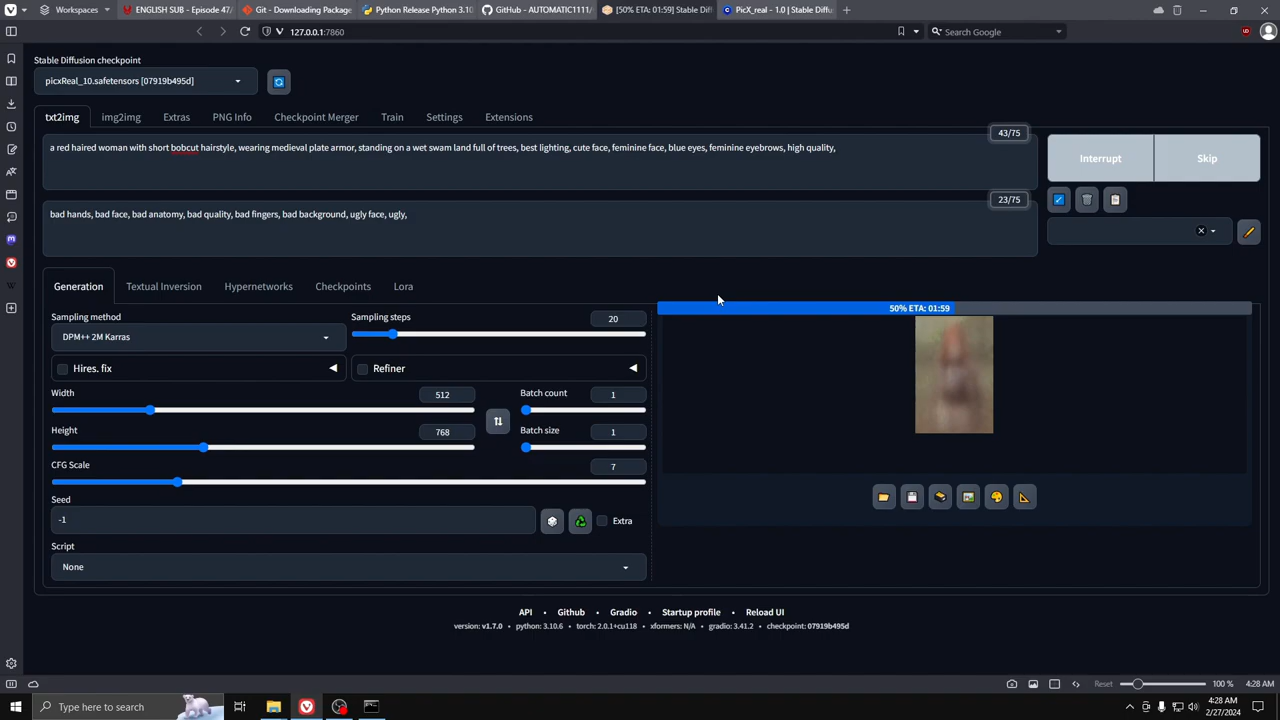 Workspaces
ENGLISH SUB - Episode 47/
Git - Downloading Package
Python Release Python 3.10
GitHub - AUTOMATIC1111/
[50% ETA: 01:59] Stable Dif
PicX_real - 1.0 | Stable Diffu
127.0.0.1:7860
Search Google
Stable Diffusion checkpoint
picxReal_10.safetensors [07919b495d]
txt2img
img2img
Extras
PNG Info
Checkpoint Merger
Train
Settings
Extensions
43/75
a red haired woman with short bobcut hairstyle, wearing medieval plate armor, standing on a wet swam land full of trees, best lighting, cute face, feminine face, blue eyes, feminine eyebrows, high quality,
Interrupt
Skip
23/75
bad hands, bad face, bad anatomy, bad quality, bad fingers, bad background, ugly face, ugly,
Generation
Textual Inversion
Hypernetworks
Checkpoints
Lora
Sampling method
DPM++ 2M Karras
Sampling steps
20
50% ETA: 01:59
Hires. fix
Refiner
Width
512
Batch count
1
Height
768
Batch size
1
CFG Scale
7
Seed
-1
Extra
Script
None
API • Github • Gradio • Startup profile • Reload UI
version: v1.7.0 • python: 3.10.6 • torch: 2.0.1+cu118 • xformers: N/A • gradio: 3.41.2 • checkpoint: 07919b495d
Reset
100 %
4:28 AM
Type here to search
4:28 AM
2/27/2024